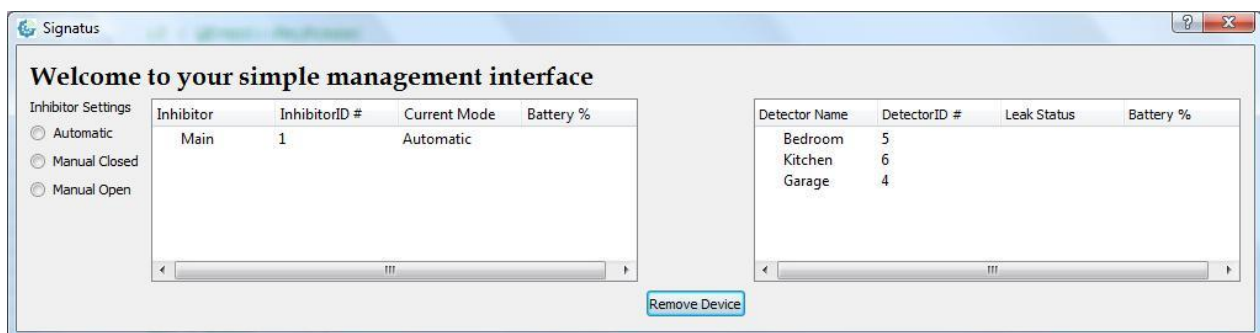 Signatus
Welcome to your simple management interface
Inhibitor Settings
Automatic
Manual Closed
Manual Open
Inhibitor InhibitorID # Current Mode Battery %
Main 1 Automatic
Detector Name DetectorID # Leak Status Battery %
Bedroom 5
Kitchen 6
Garage 4
Remove Device